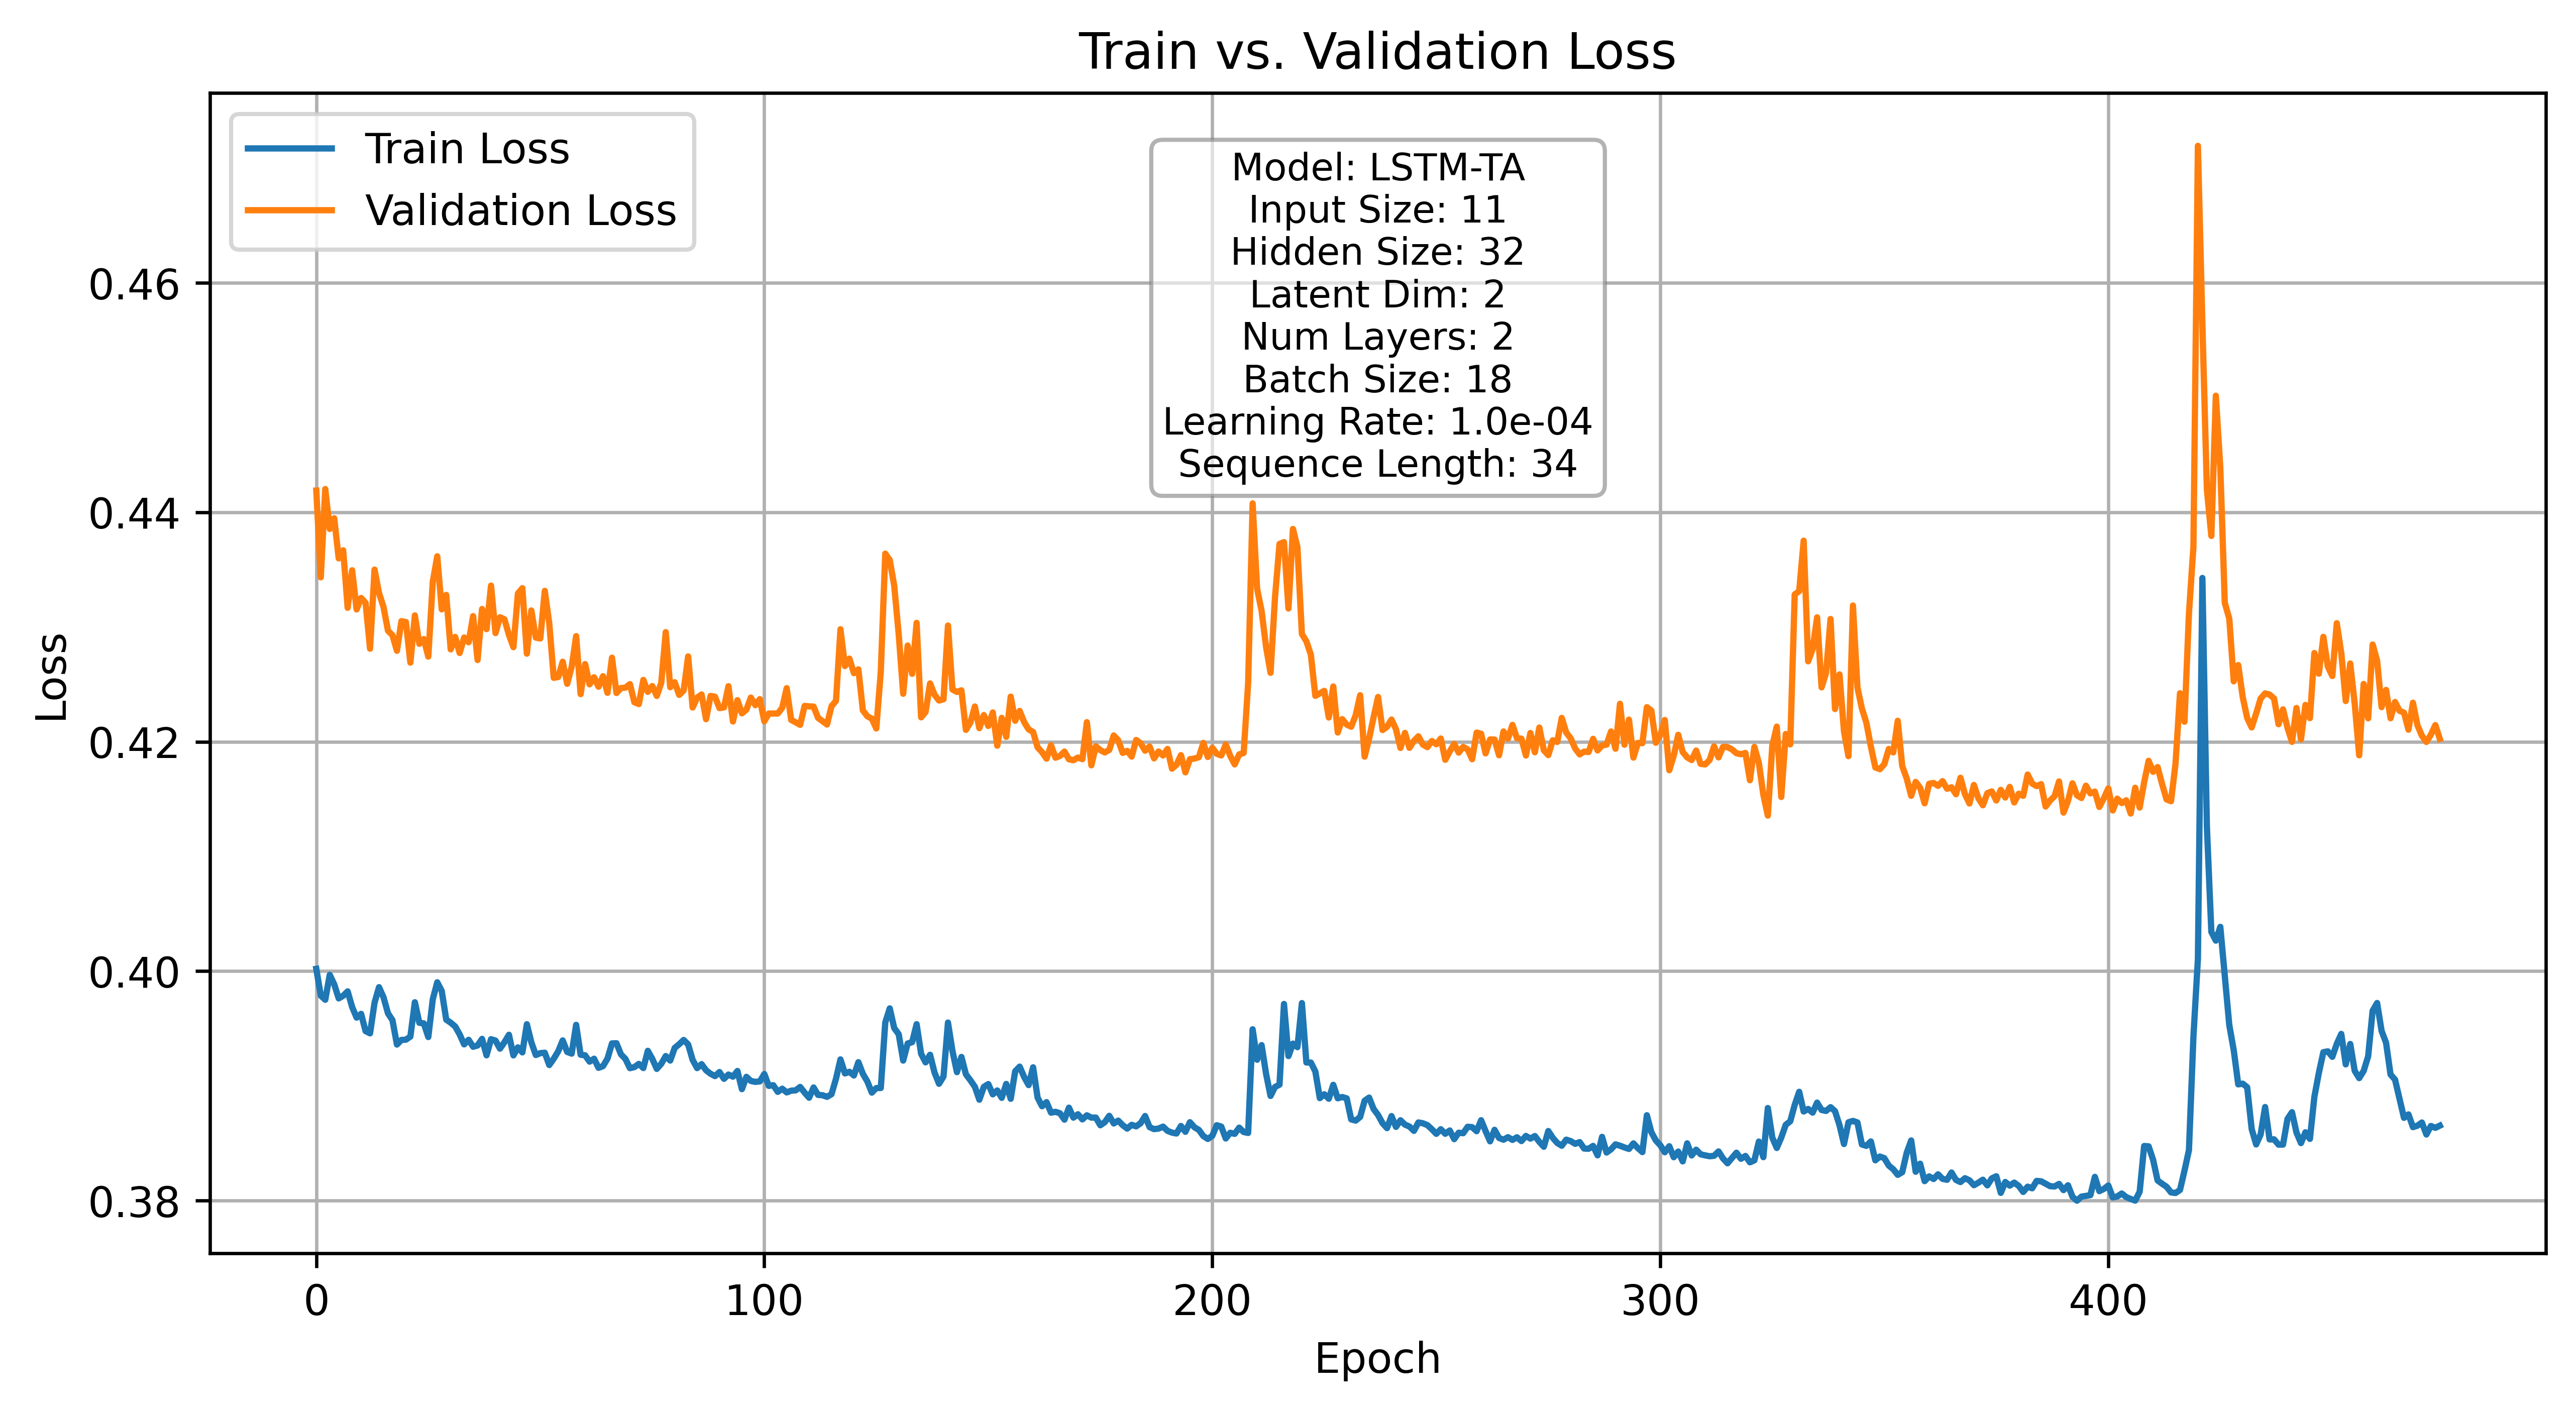 Train vs. Validation Loss
Train Loss
Validation Loss
Model: LSTM-TA
Input Size: 11
Hidden Size: 32
Latent Dim: 2
Num Layers: 2
Batch Size: 18
Learning Rate: 1.0e-04
Sequence Length: 34
Loss
0.46
0.44
0.42
0.40
0.38
0 100 200 300 400
Epoch